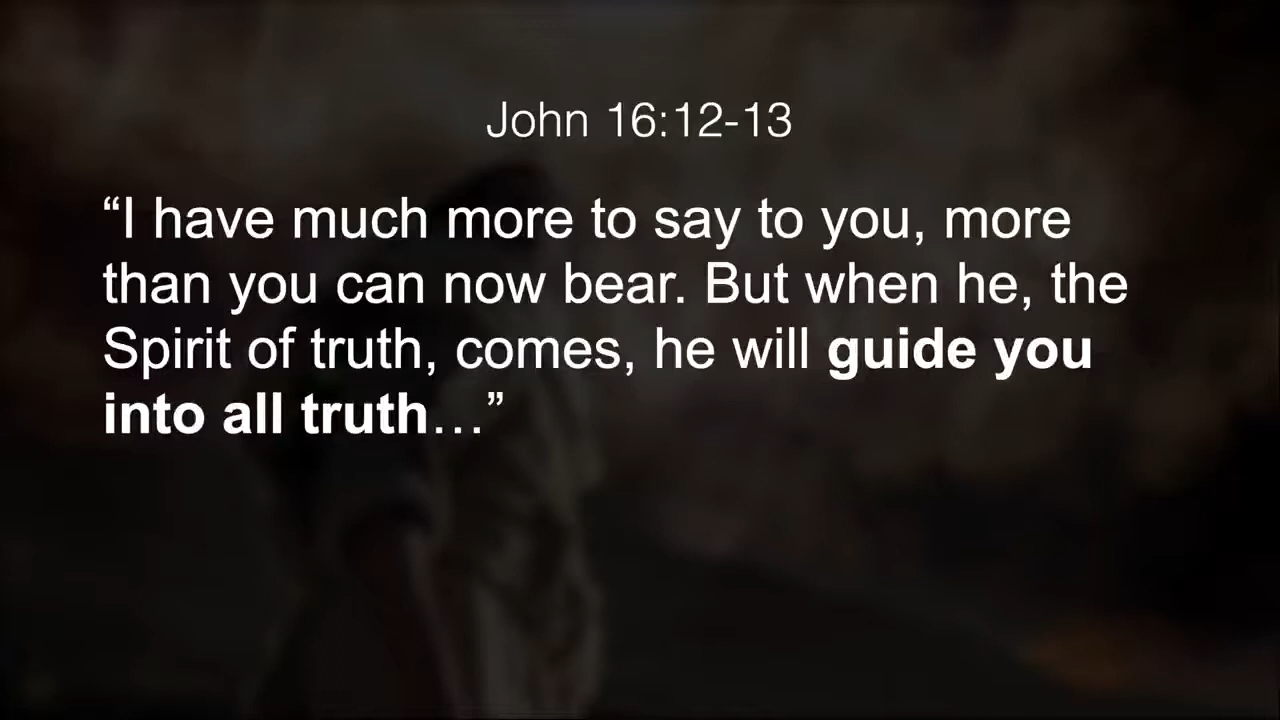 John 16:12-13
“I have much more to say to you, more
than you can now bear. But when he, the
Spirit of truth, comes, he will guide you
into all truth…”